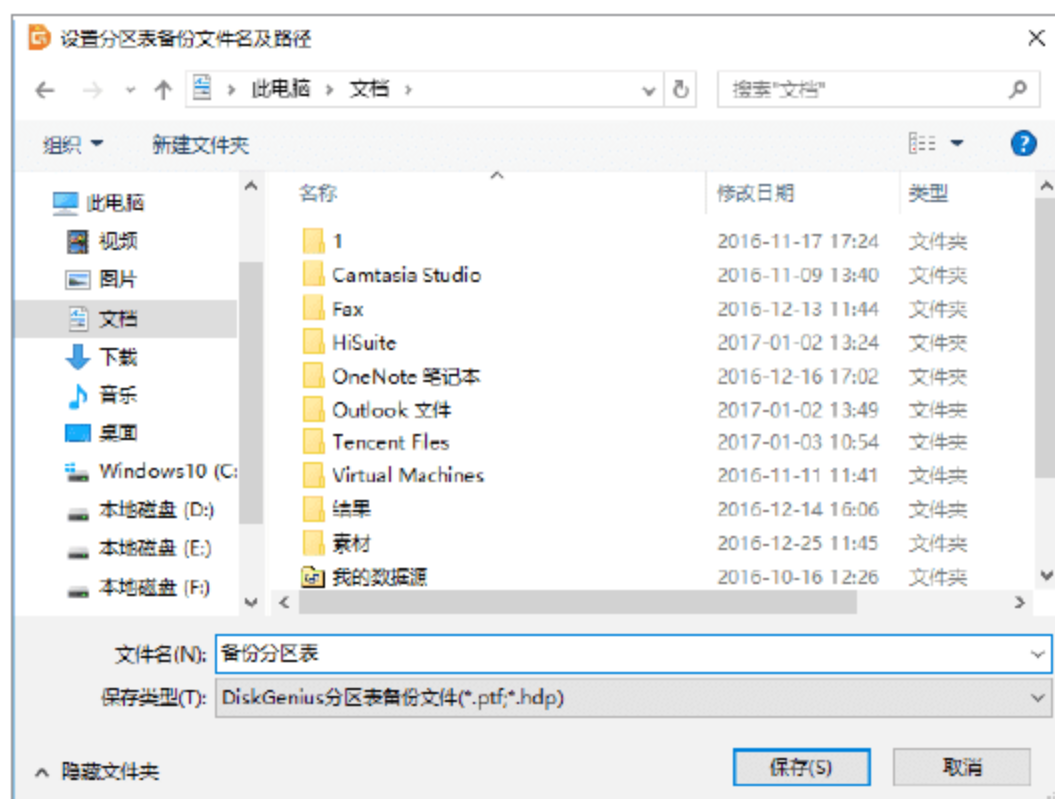 设置分区表备份文件名及路径
此电脑 › 文档 ›
搜索"文档"
组织 新建文件夹
此电脑
视频
图片
文档
下载
音乐
桌面
Windows10 (C:
本地磁盘 (D:)
本地磁盘 (E:)
本地磁盘 (F:)
名称 修改日期 类型
1 2016-11-17 17:24 文件夹
Camtasia Studio 2016-11-09 13:40 文件夹
Fax 2016-12-13 11:44 文件夹
HiSuite 2017-01-02 13:24 文件夹
OneNote 笔记本 2016-12-16 17:02 文件夹
Outlook 文件 2017-01-02 13:49 文件夹
Tencent Files 2017-01-03 10:54 文件夹
Virtual Machines 2016-11-11 11:41 文件夹
结果 2016-12-14 16:06 文件夹
素材 2016-12-25 11:45 文件夹
我的数据源 2016-10-16 12:26 文件夹
文件名(N): 备份分区表
保存类型(T): DiskGenius分区表备份文件(*.ptf;*.hdp)
隐藏文件夹 保存(S) 取消